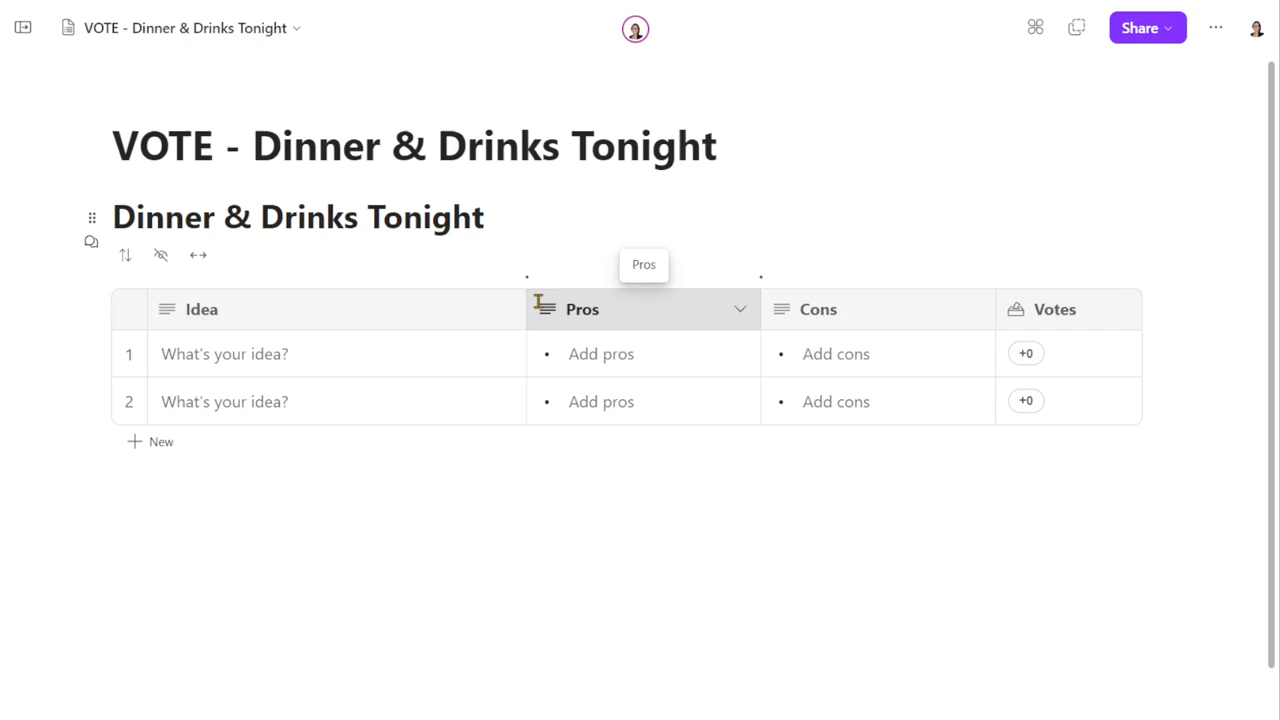 VOTE - Dinner & Drinks Tonight
Share
VOTE - Dinner & Drinks Tonight
Dinner & Drinks Tonight
Pros
Idea Pros Cons Votes
1 What's your idea? • Add pros • Add cons +0
2 What's your idea? • Add pros • Add cons +0
New